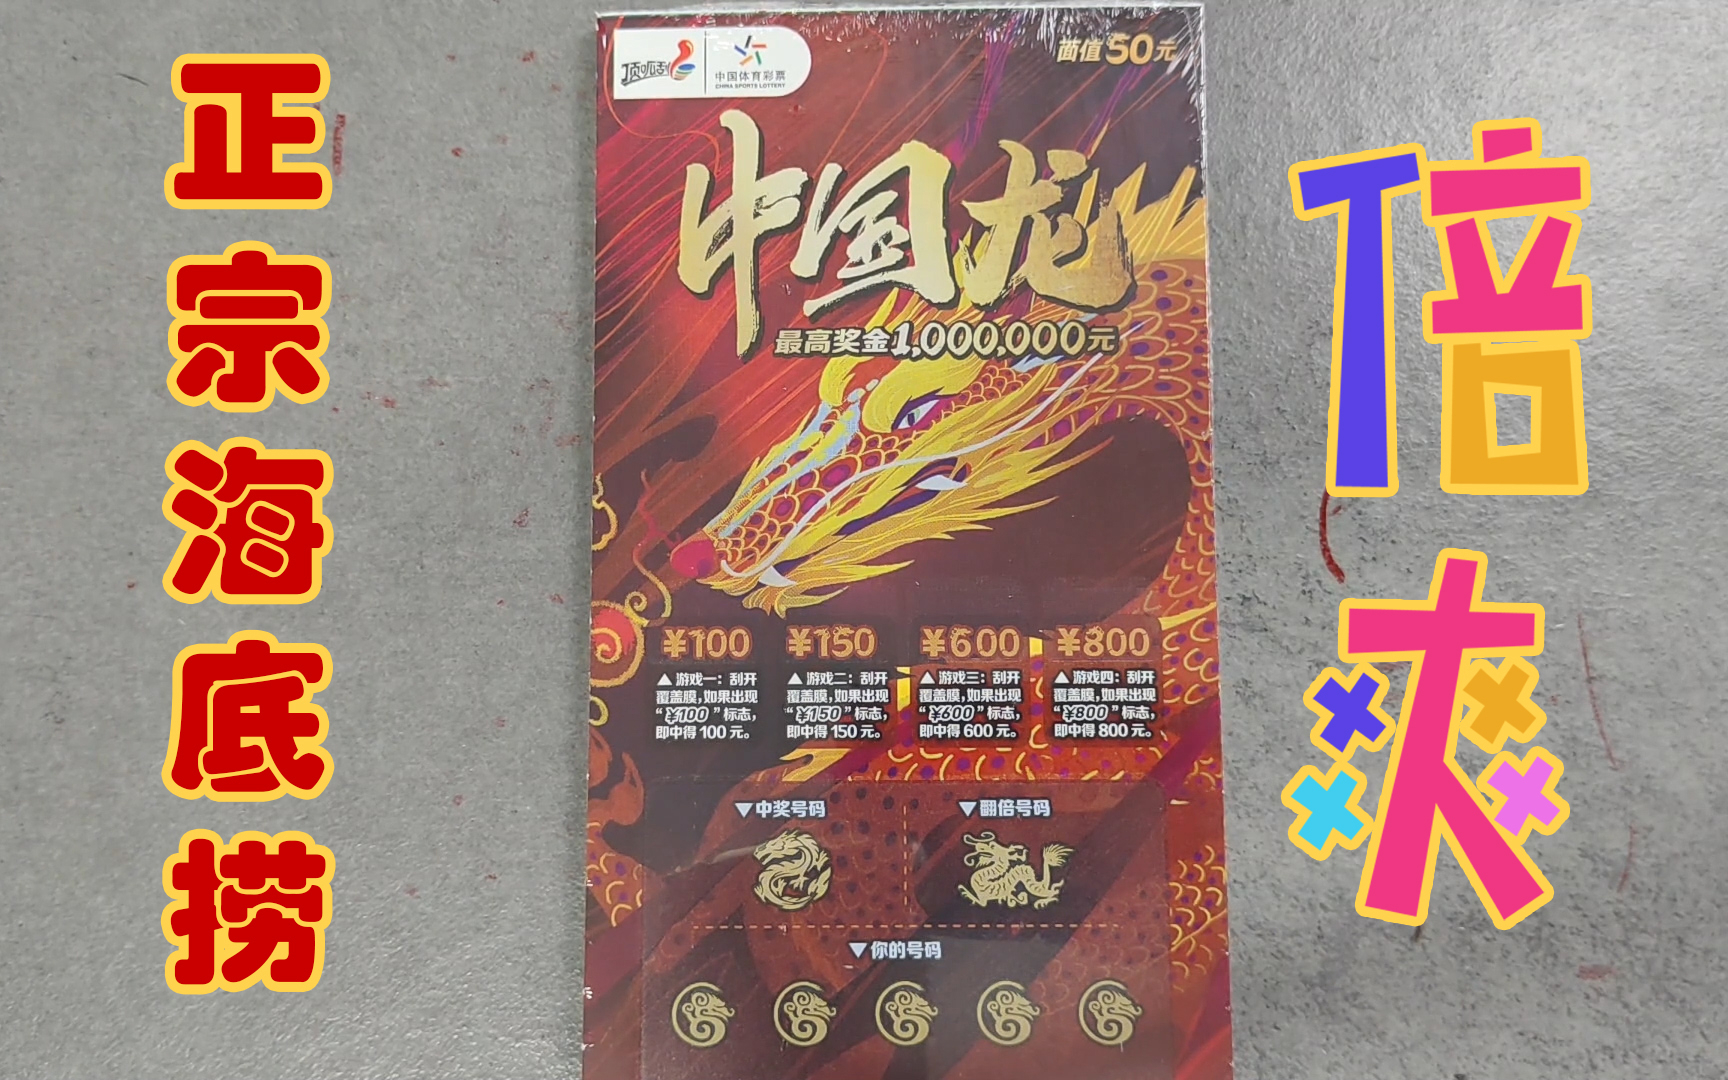 正宗海底捞
顶呱刮
中国体育彩票
CHINA SPORTS LOTTERY
面值50元
中国龙
最高奖金1,000,000元
¥100
▲游戏一：刮开
覆盖膜，如果出现
“¥100”标志，
即中得100元。
¥150
▲游戏二：刮开
覆盖膜，如果出现
“¥150”标志，
即中得150元。
¥600
▲游戏三：刮开
覆盖膜，如果出现
“¥600”标志，
即中得600元。
¥800
▲游戏四：刮开
覆盖膜，如果出现
“¥800”标志，
即中得800元。
▼中奖号码
▼翻倍号码
▼你的号码
倍爽